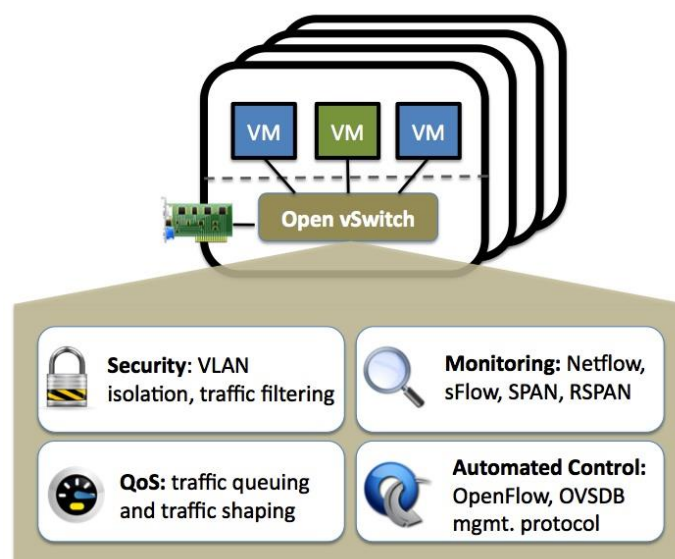 VM
VM
VM
Open vSwitch
Security: VLAN
isolation, traffic filtering
Monitoring: Netflow,
sFlow, SPAN, RSPAN
QoS: traffic queuing
and traffic shaping
Automated Control:
OpenFlow, OVSDB
mgmt. protocol